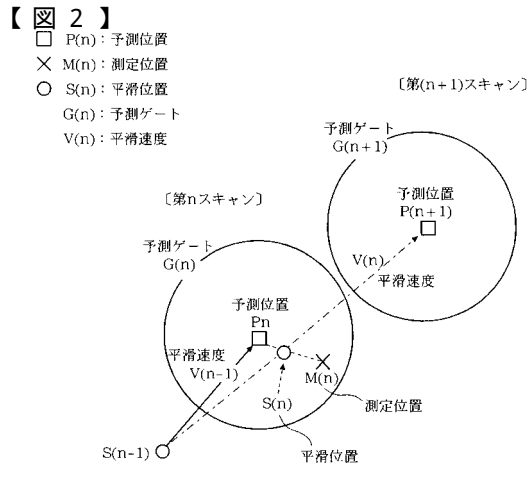 【図2】
□ P(n):予測位置
× M(n):測定位置
○ S(n):平滑位置
G(n):予測ゲート
V(n):平滑速度
〔第(n+1)スキャン〕
予測ゲート
G(n+1)
予測位置
P(n+1)
〔第nスキャン〕
予測ゲート
G(n)
V(n)
平滑速度
予測位置
Pn
平滑速度
V(n-1)
M(n)
S(n)
測定位置
S(n-1)
平滑位置